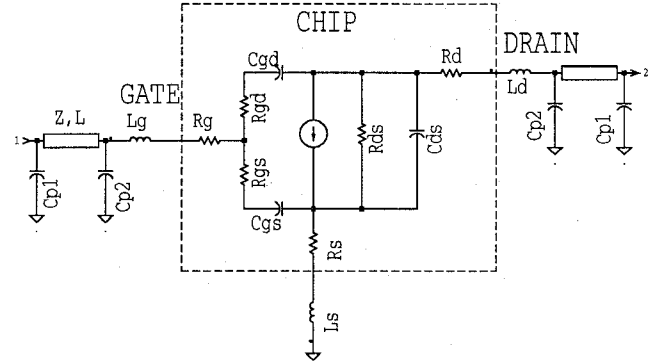 CHIP
DRAIN
GATE
Cgd
Rd
Ld
Z,L
Lg
Rg
Rgd
Rgs
Rds
Cds
Cgs
Rs
Ls
Cp1
Cp2
Cp2
Cp1
1
2